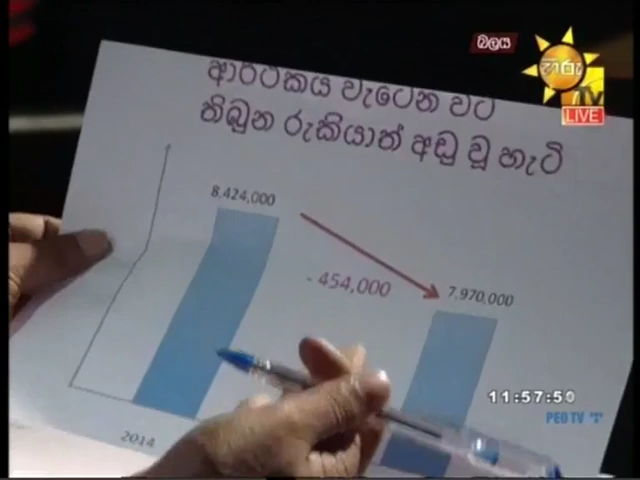 බලය
හිරු
TV
LIVE
ආර්ථිකය වැටෙන විට
තිබුන රුකියාත් අඩු වූ හැටි
8,424,000
- 454,000
7,970,000
2014
11:57:50
PEO TV